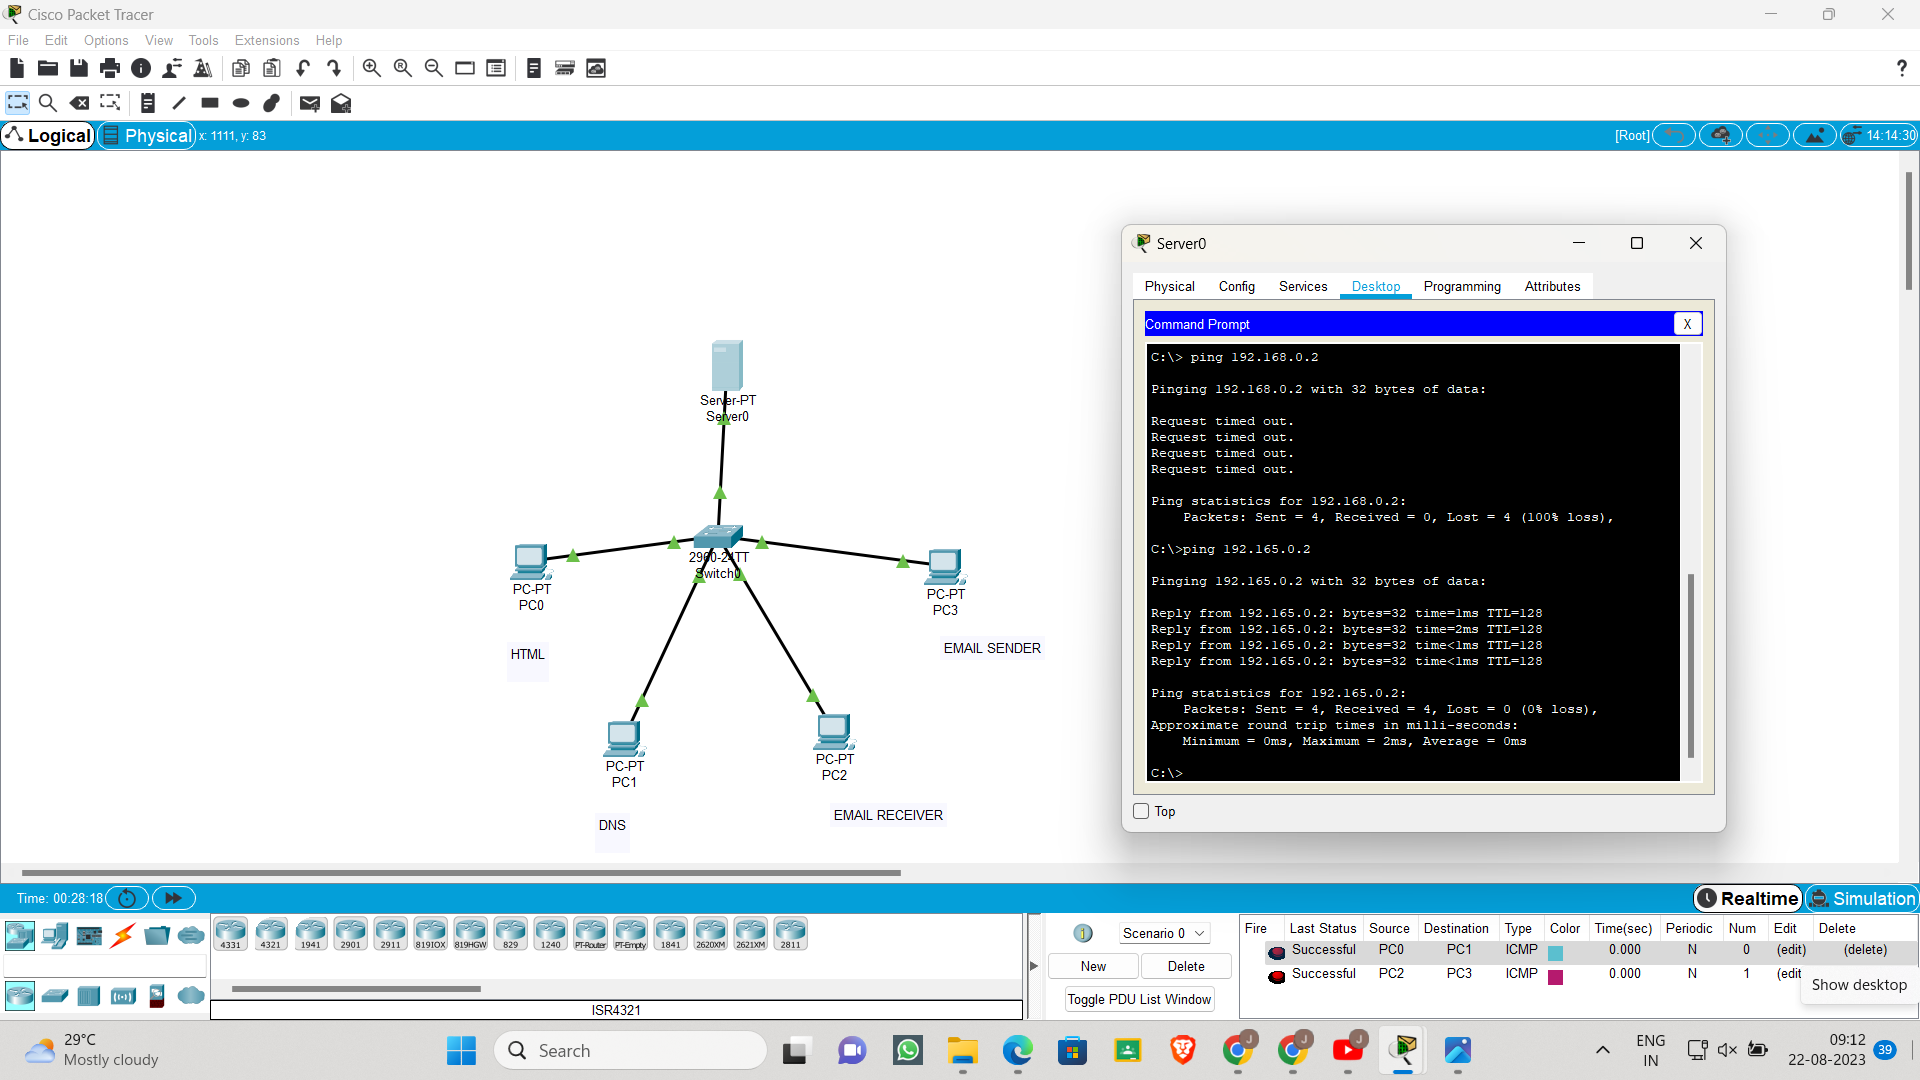 Cisco Packet Tracer
File Edit Options View Tools Extensions Help
?
Logical Physical x: 1111, y: 83
[Root] 14:14:30
Server-PT
Server0
2960-24TT
Switch0
PC-PT
PC0
HTML
PC-PT
PC3
EMAIL SENDER
PC-PT
PC1
DNS
PC-PT
PC2
EMAIL RECEIVER
Server0
Physical Config Services Desktop Programming Attributes
Command Prompt
X
C:\> ping 192.168.0.2
Pinging 192.168.0.2 with 32 bytes of data:
Request timed out.
Request timed out.
Request timed out.
Request timed out.
Ping statistics for 192.168.0.2:
Packets: Sent = 4, Received = 0, Lost = 4 (100% loss),
C:\>ping 192.165.0.2
Pinging 192.165.0.2 with 32 bytes of data:
Reply from 192.165.0.2: bytes=32 time=1ms TTL=128
Reply from 192.165.0.2: bytes=32 time=2ms TTL=128
Reply from 192.165.0.2: bytes=32 time<1ms TTL=128
Reply from 192.165.0.2: bytes=32 time<1ms TTL=128
Ping statistics for 192.165.0.2:
Packets: Sent = 4, Received = 4, Lost = 0 (0% loss),
Approximate round trip times in milli-seconds:
Minimum = 0ms, Maximum = 2ms, Average = 0ms
C:\>
Top
Time: 00:28:18
Realtime Simulation
4331 4321 1941 2901 2911 819IOX 819HGW 829 1240 PT-Router PT-Empty 1841 2620XM 2621XM 2811
ISR4321
1 Scenario 0
New Delete
Toggle PDU List Window
Fire Last Status Source Destination Type Color Time(sec) Periodic Num Edit Delete
Successful PC0 PC1 ICMP 0.000 N 0 (edit) (delete)
Successful PC2 PC3 ICMP 0.000 N 1 (edit
Show desktop
29°C
Mostly cloudy
Search
J
J
J
ENG
IN
09:12
22-08-2023
39